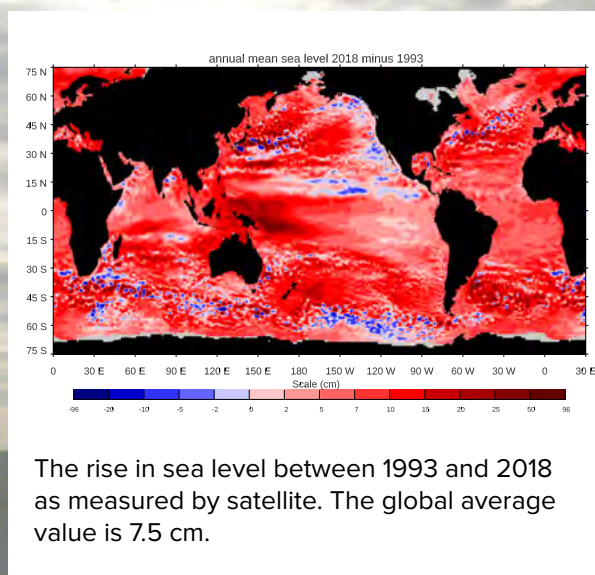 annual mean sea level 2018 minus 1993
75 N
60 N
45 N
30 N
15 N
0
15 S
30 S
45 S
60 S
75 S
0 30 E 60 E 90 E 120 E 150 E 180 150 W 120 W 90 W 60 W 30 W 0 30 E
Scale (cm)
-96 -20 -10 -5 -2 0 2 5 7 10 15 20 25 50 96
The rise in sea level between 1993 and 2018
as measured by satellite. The global average
value is 7.5 cm.